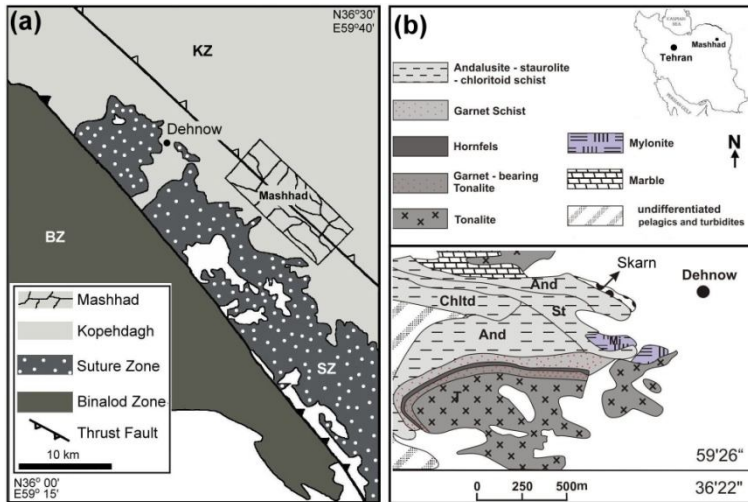 (a)
N36°30'
E59°40'
KZ
Dehnow
Mashhad
BZ
SZ
Mashhad
Kopehdagh
Suture Zone
Binalod Zone
Thrust Fault
10 km
N36° 00'
E59° 15'
(b)
CASPIAN
SEA
Mashhad
Tehran
Andalusite - staurolite
- chloritoid schist
Garnet Schist
Hornfels
Garnet - bearing
Tonalite
Tonalite
Mylonite
Marble
undifferentiated
pelagics and turbidites
N
Skarn
Dehnow
And
Chltd
St
And
Mi
T
59'26"
36'22"
0 250 500m